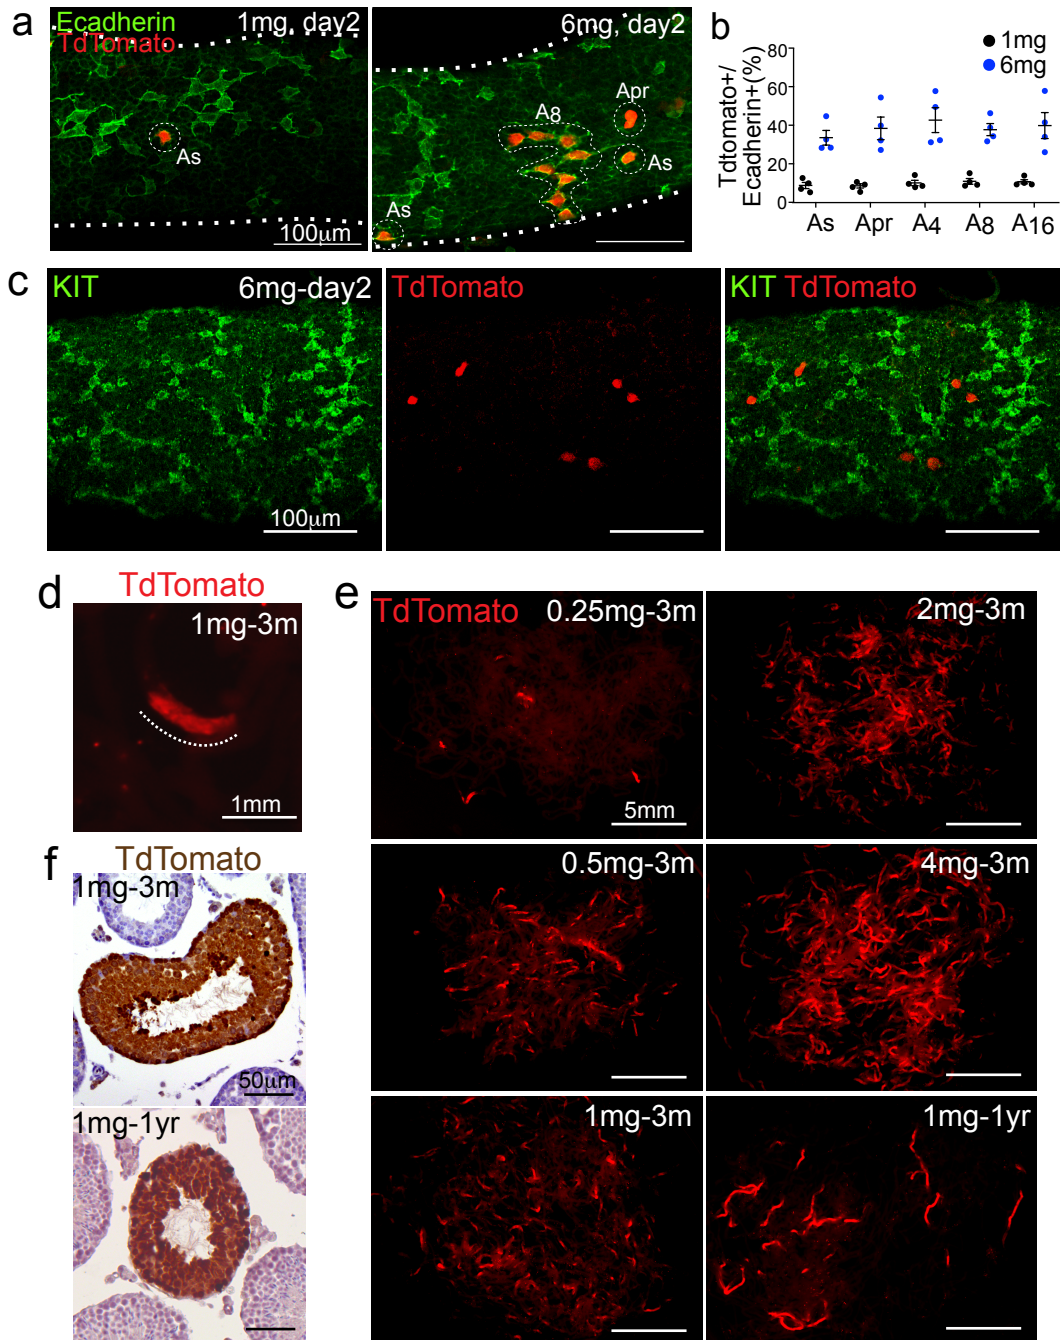 a
Ecadherin
TdTomato
1mg, day2
As
100μm
6mg, day2
A8
Apr
As
As
b
1mg
6mg
Tdtomato+/
Ecadherin+(%)
80
60
40
20
0
As Apr A4 A8 A16
c
KIT
6mg-day2
100μm
TdTomato
KIT TdTomato
d
TdTomato
1mg-3m
1mm
e
TdTomato
0.25mg-3m
5mm
2mg-3m
0.5mg-3m
4mg-3m
1mg-3m
1mg-1yr
f
TdTomato
1mg-3m
50μm
1mg-1yr